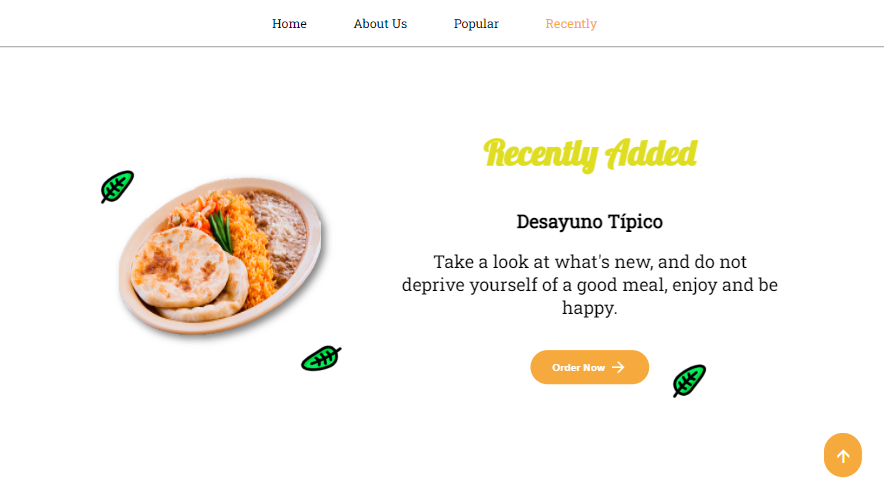 Home About Us Popular Recently
Recently Added
Desayuno Típico
Take a look at what's new, and do not
deprive yourself of a good meal, enjoy and be
happy.
Order Now